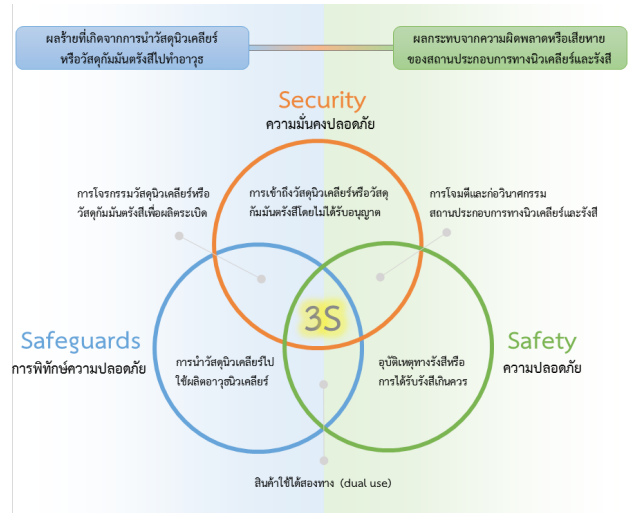 ผลร้ายที่เกิดจากการนำวัสดุนิวเคลียร์
หรือวัสดุกัมมันตรังสีไปทำอาวุธ
ผลกระทบจากความผิดพลาดหรือเสียหาย
ของสถานประกอบการทางนิวเคลียร์และรังสี
Security
ความมั่นคงปลอดภัย
การโจรกรรมวัสดุนิวเคลียร์หรือ
วัสดุกัมมันตรังสีเพื่อผลิตระเบิด
การเข้าถึงวัสดุนิวเคลียร์หรือวัสดุ
กัมมันตรังสีโดยไม่ได้รับอนุญาต
การโจมตีและก่อวินาศกรรม
สถานประกอบการทางนิวเคลียร์และรังสี
3S
Safeguards
การพิทักษ์ความปลอดภัย
การนำวัสดุนิวเคลียร์ไป
ใช้ผลิตอาวุธนิวเคลียร์
อุบัติเหตุทางรังสีหรือ
การได้รับรังสีเกินควร
Safety
ความปลอดภัย
สินค้าใช้ได้สองทาง (dual use)